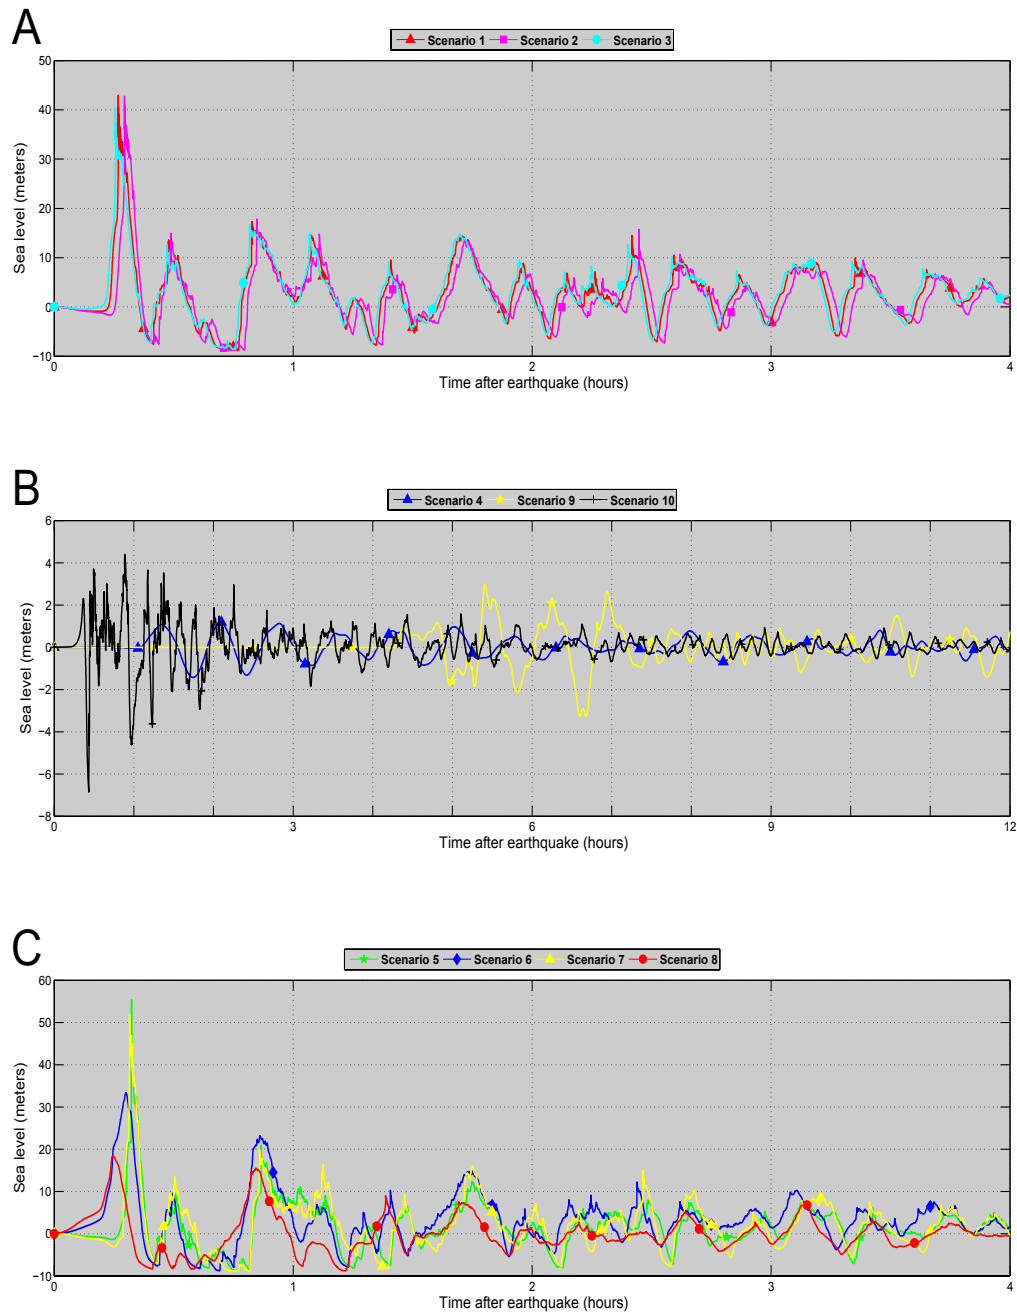 A
Scenario 1 Scenario 2 Scenario 3
50
40
30
20
10
0
−10
Sea level (meters)
0 1 2 3 4
Time after earthquake (hours)
B
Scenario 4 Scenario 9 Scenario 10
6
4
2
0
−2
−4
−6
−8
Sea level (meters)
0 3 6 9 12
Time after earthquake (hours)
C
Scenario 5 Scenario 6 Scenario 7 Scenario 8
60
50
40
30
20
10
0
−10
Sea level (meters)
0 1 2 3 4
Time after earthquake (hours)